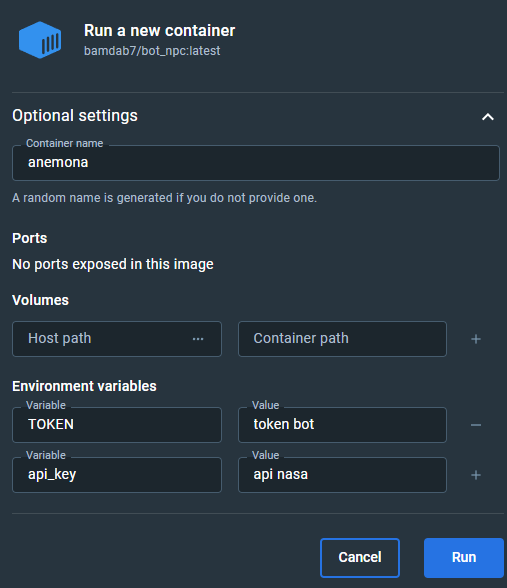 Run a new container
bamdab7/bot_npc:latest
Optional settings
Container name
anemona
A random name is generated if you do not provide one.
Ports
No ports exposed in this image
Volumes
Host path ··· Container path +
Environment variables
Variable Value
TOKEN token bot −
Variable Value
api_key api nasa +
Cancel Run